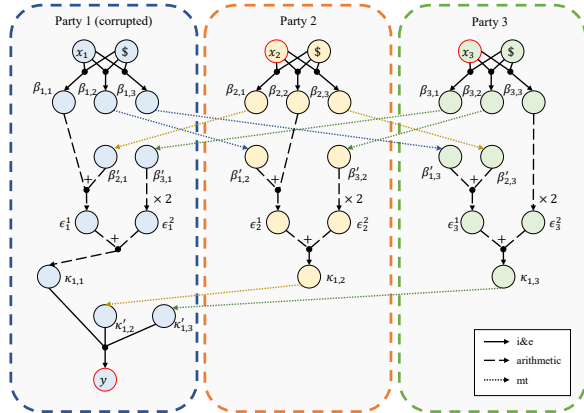 Party 1 (corrupted)
Party 2
Party 3
x₁ $
x₂ $
x₃ $
β₁,₁ β₁,₂ β₁,₃
β₂,₁ β₂,₂ β₂,₃
β₃,₁ β₃,₂ β₃,₃
β′₂,₁ β′₃,₁
β′₁,₂ β′₃,₂
β′₁,₃ β′₂,₃
+ × 2
+ × 2
+ × 2
ϵ₁¹ ϵ₁²
ϵ₂¹ ϵ₂²
ϵ₃¹ ϵ₃²
+
+
+
κ₁,₁
κ₁,₂
κ₁,₃
κ′₁,₂ κ′₁,₃
y
i&e
arithmetic
mt